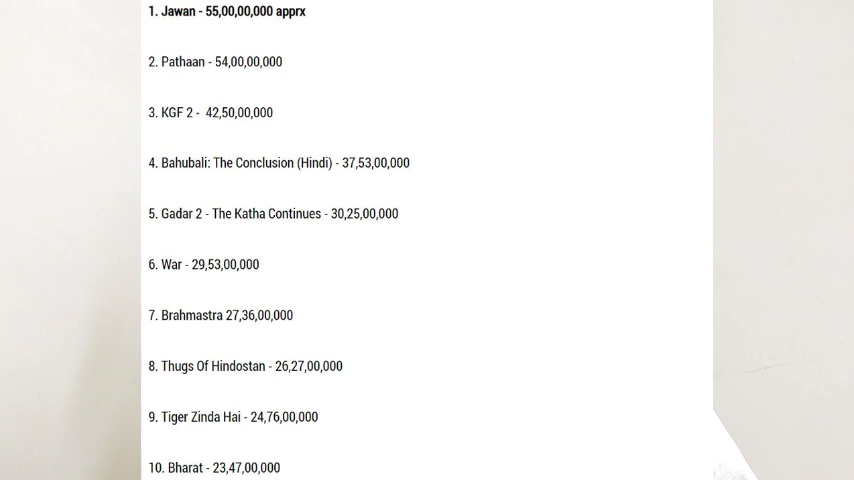 1. Jawan - 55,00,00,000 apprx
2. Pathaan - 54,00,00,000
3. KGF 2 - 42,50,00,000
4. Bahubali: The Conclusion (Hindi) - 37,53,00,000
5. Gadar 2 - The Katha Continues - 30,25,00,000
6. War - 29,53,00,000
7. Brahmastra 27,36,00,000
8. Thugs Of Hindostan - 26,27,00,000
9. Tiger Zinda Hai - 24,76,00,000
10. Bharat - 23,47,00,000